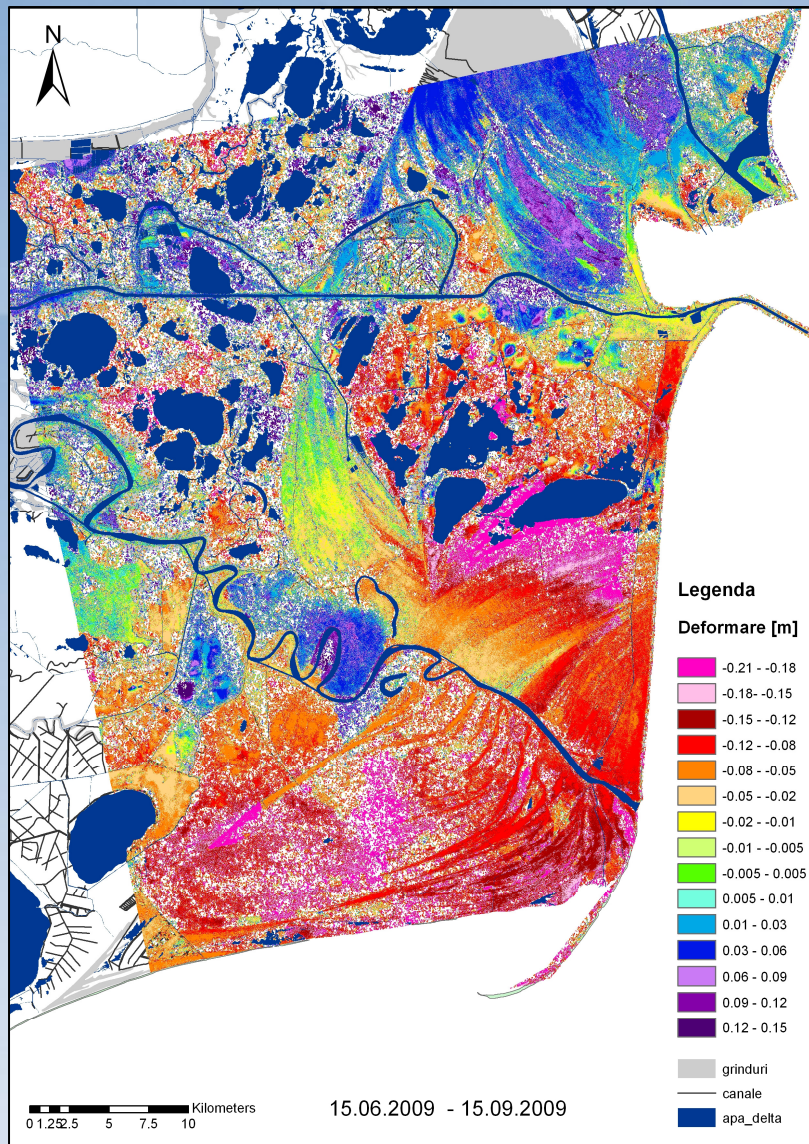 N
Legenda
Deformare [m]
-0.21 - -0.18
-0.18- -0.15
-0.15 - -0.12
-0.12 - -0.08
-0.08 - -0.05
-0.05 - -0.02
-0.02 - -0.01
-0.01 - -0.005
-0.005 - 0.005
0.005 - 0.01
0.01 - 0.03
0.03 - 0.06
0.06 - 0.09
0.09 - 0.12
0.12 - 0.15
grinduri
canale
apa_delta
Kilometers
0 1.252.5 5 7.5 10
15.06.2009 - 15.09.2009